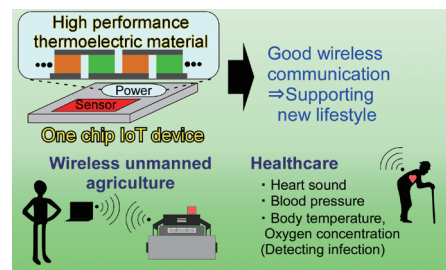 High performance
thermoelectric material
Power
Sensor
One chip IoT device
Good wireless
communication
⇒Supporting
new lifestyle
Wireless unmanned
agriculture
Healthcare
・Heart sound
・Blood pressure
・Body temperature,
Oxygen concentration
(Detecting infection)